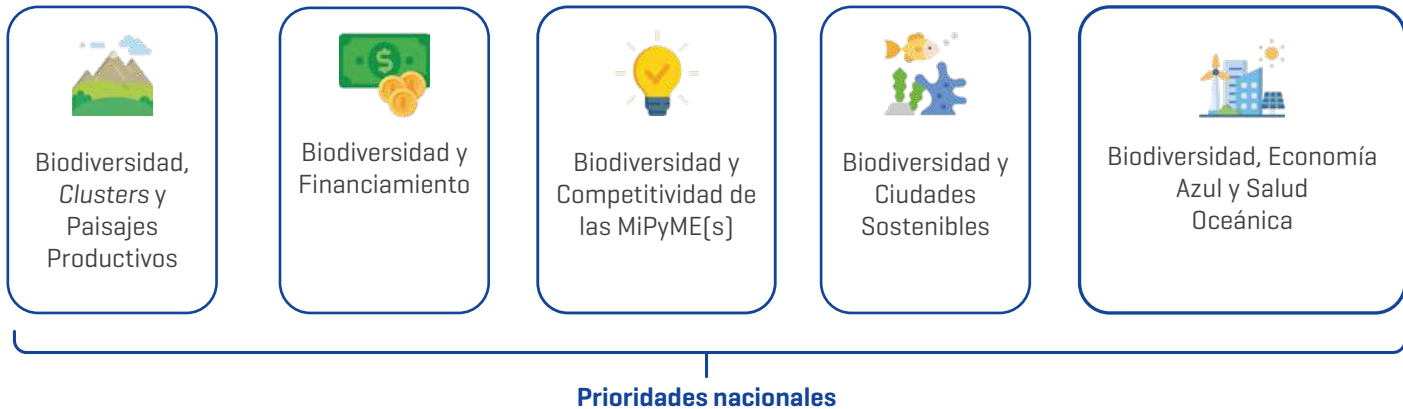 Biodiversidad,
Clusters y
Paisajes
Productivos
Biodiversidad y
Financiamiento
Biodiversidad y
Competitividad de
las MiPyME(s)
Biodiversidad y
Ciudades
Sostenibles
Biodiversidad, Economía
Azul y Salud
Oceánica
Prioridades nacionales